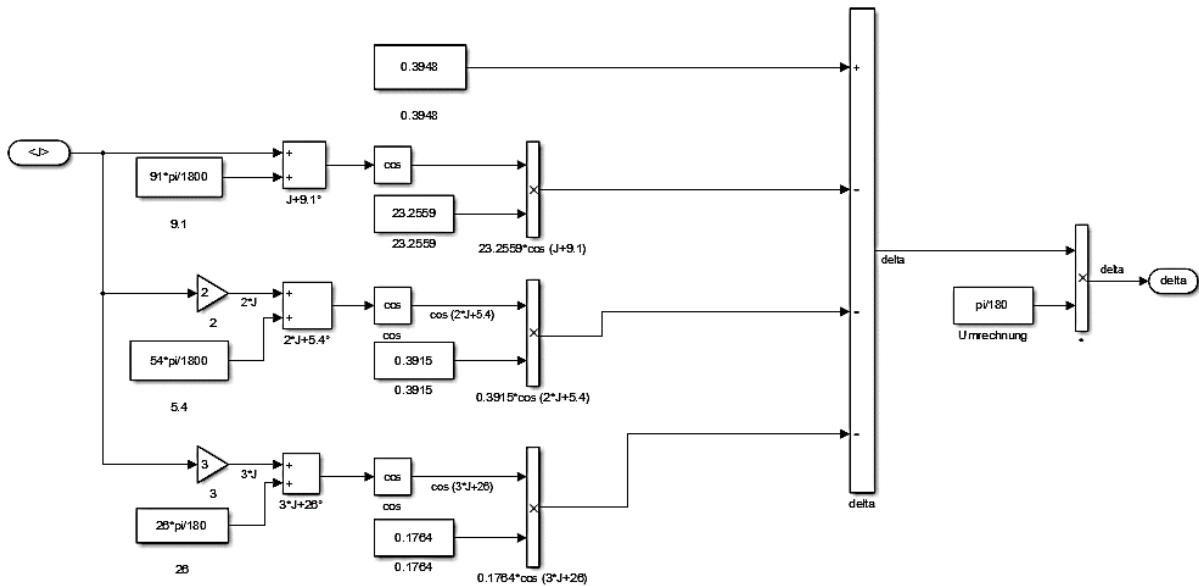 0.3948
+
0.3948
<J>
91*pi/1800
9.1
+
+
J+9.1°
cos
23.2559
23.2559
×
23.2559*cos (J+9.1)
-
2
2
2*J
54*pi/1800
5.4
+
+
2*J+5.4°
cos
cos
cos (2*J+5.4)
0.3915
0.3915
×
0.3915*cos (2*J+5.4)
-
3
3
3*J
26*pi/180
26
+
+
3*J+26°
cos
cos
cos (3*J+26)
0.1764
0.1764
×
0.1764*cos (3*J+26)
-
delta
delta
pi/180
Umrechnung
×
*
delta
delta